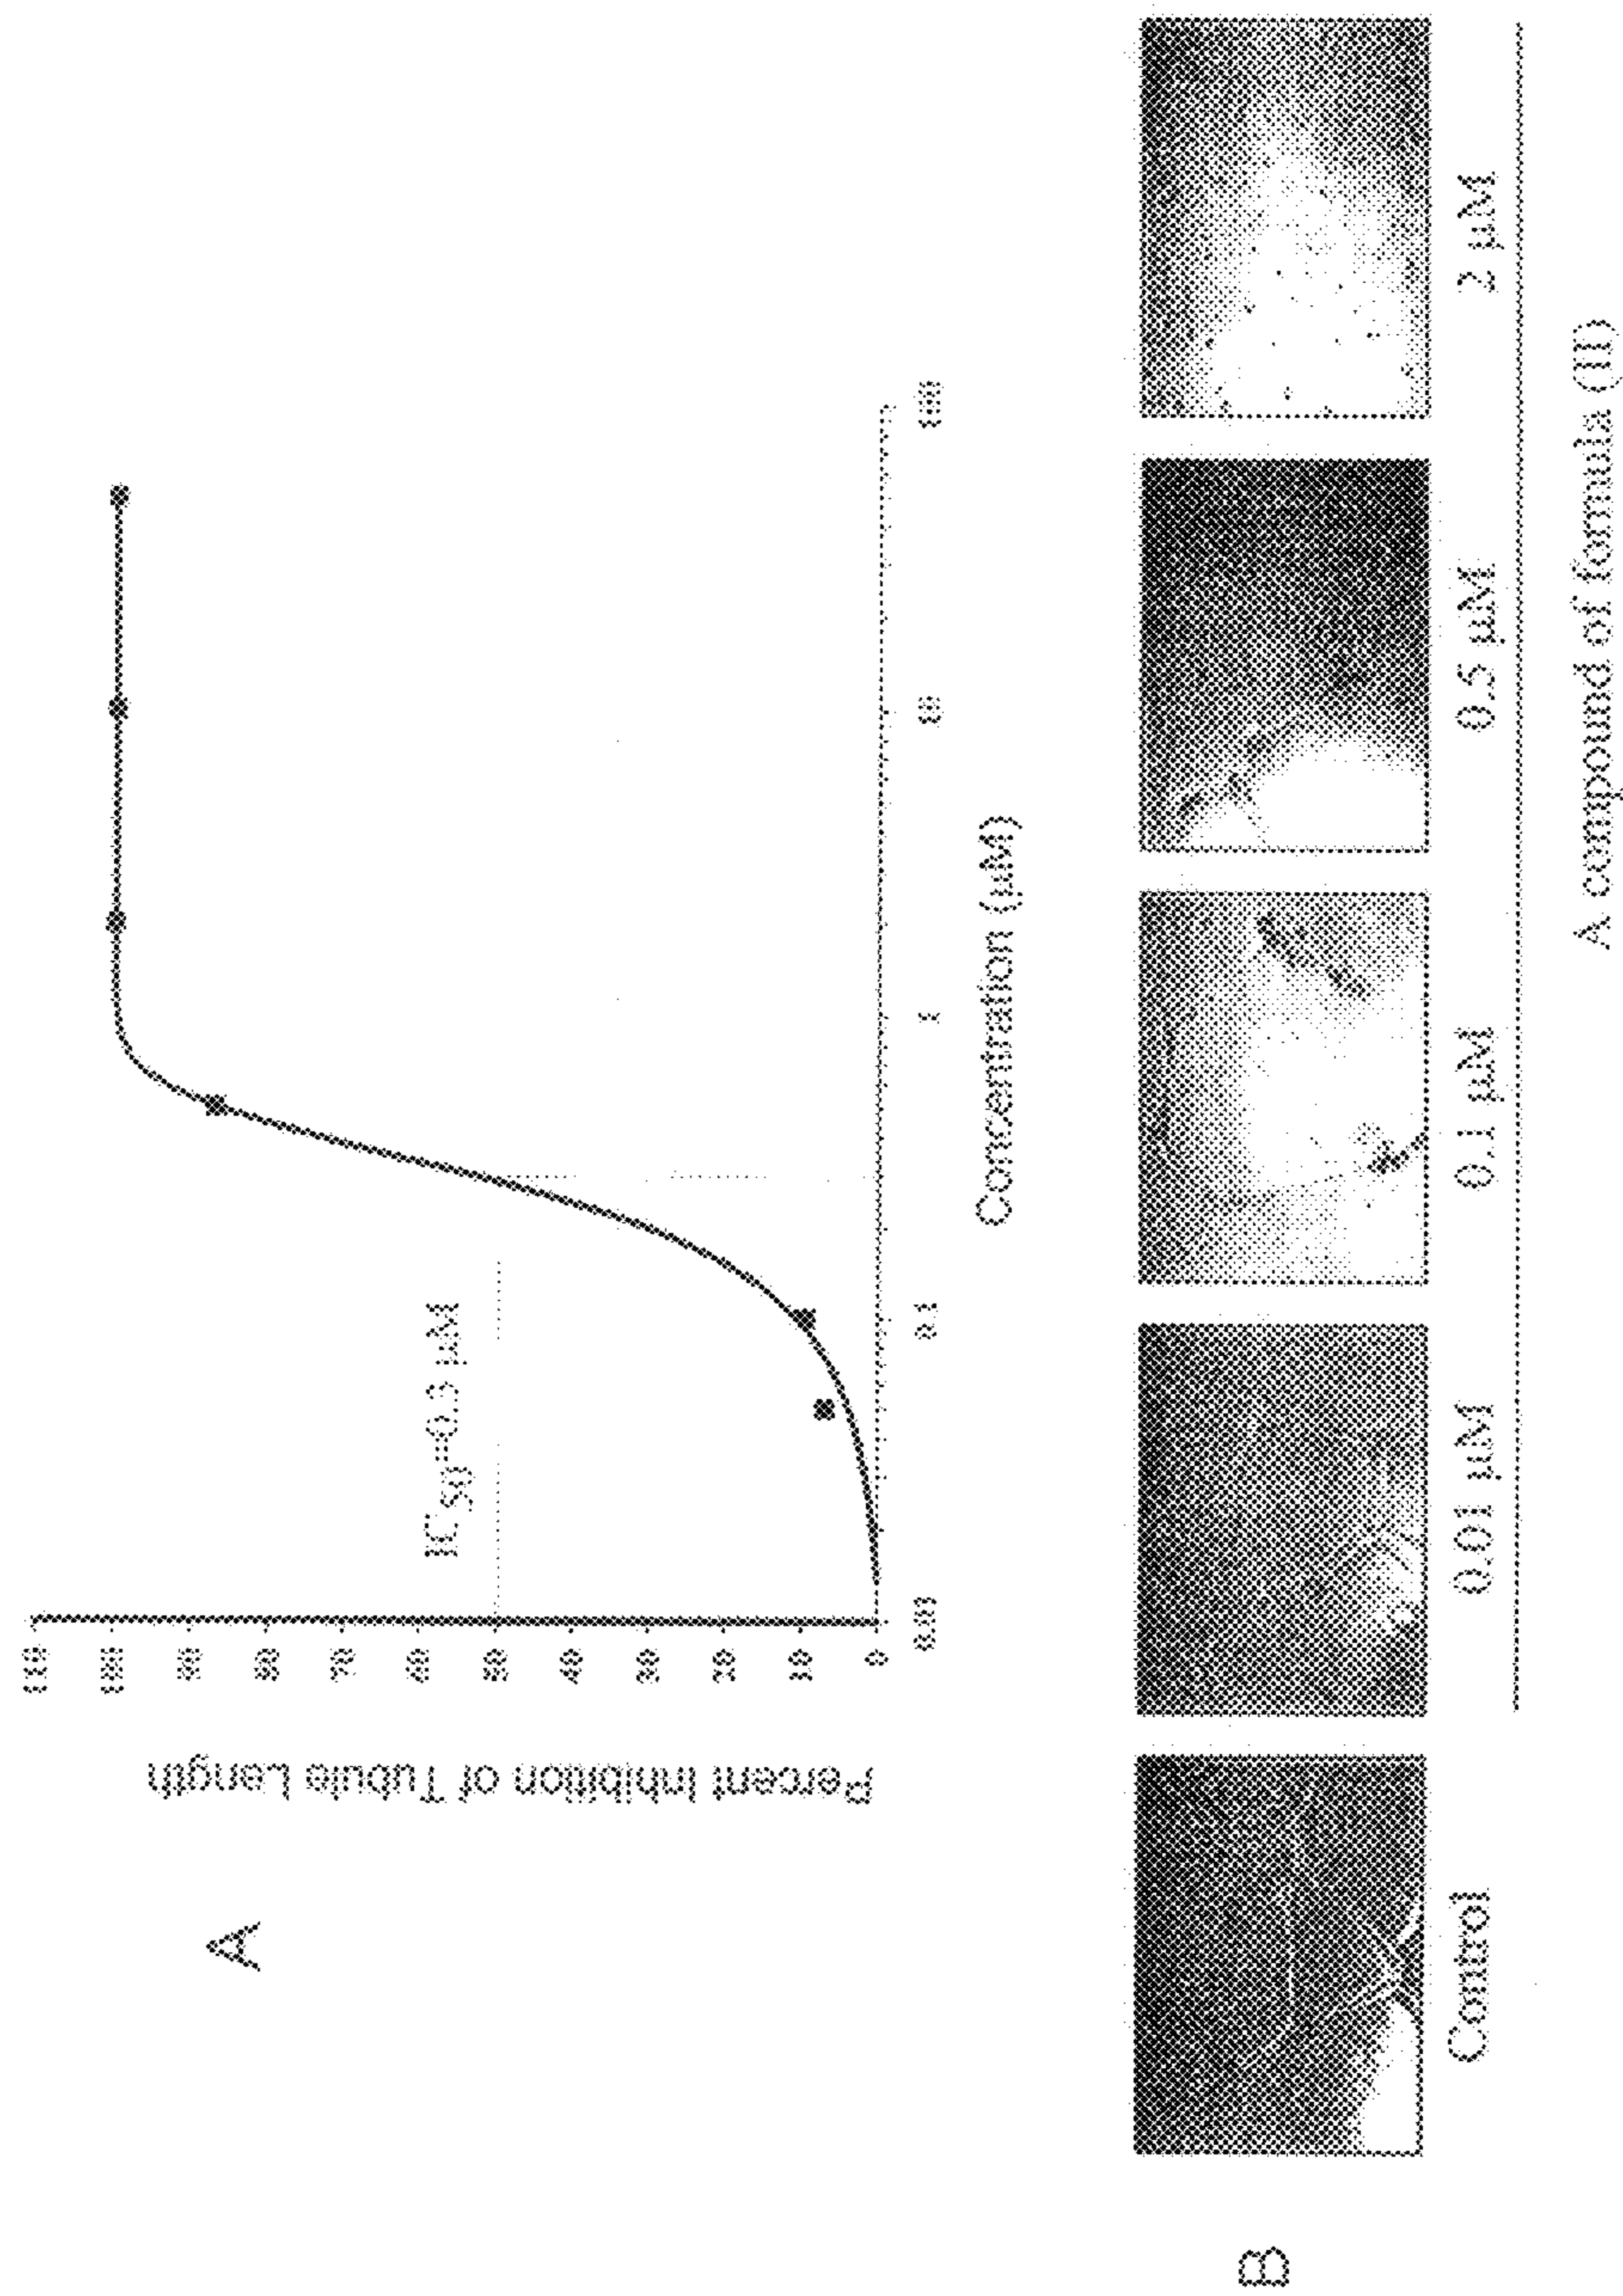 A
Percent Inhibition of Tubule Length
110
100
90
80
70
60
50
40
30
20
10
0
IC50=0.3 µM
0.01
0.1
1
10
100
Concentration (µM)
B
Control
0.01 µM
0.1 µM
0.5 µM
2 µM
A compound of formula (II)